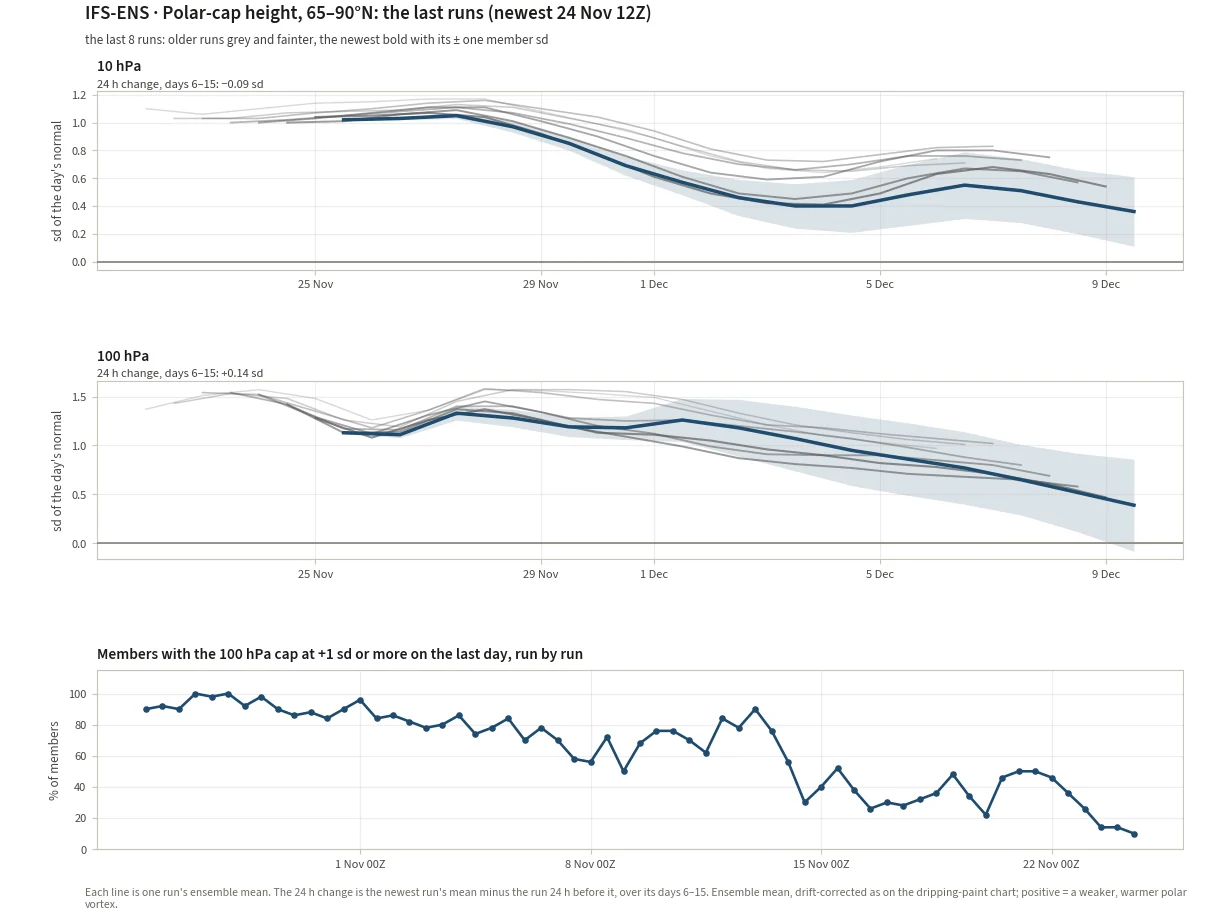 IFS-ENS · Polar-cap height, 65–90°N: the last runs (newest 24 Nov 12Z)
the last 8 runs: older runs grey and fainter, the newest bold with its ± one member sd
10 hPa
24 h change, days 6–15: −0.09 sd
sd of the day's normal
1.2
1.0
0.8
0.6
0.4
0.2
0.0
25 Nov
29 Nov
1 Dec
5 Dec
9 Dec
100 hPa
24 h change, days 6–15: +0.14 sd
sd of the day's normal
1.5
1.0
0.5
0.0
25 Nov
29 Nov
1 Dec
5 Dec
9 Dec
Members with the 100 hPa cap at +1 sd or more on the last day, run by run
% of members
100
80
60
40
20
0
1 Nov 00Z
8 Nov 00Z
15 Nov 00Z
22 Nov 00Z
Each line is one run's ensemble mean. The 24 h change is the newest run's mean minus the run 24 h before it, over its days 6–15. Ensemble mean, drift-corrected as on the dripping-paint chart; positive = a weaker, warmer polar
vortex.